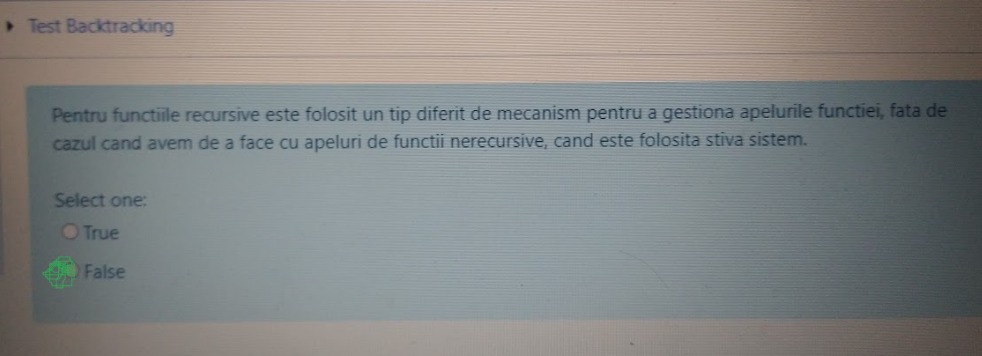 Test Backtracking
Pentru functiile recursive este folosit un tip diferit de mecanism pentru a gestiona apelurile functiei, fata de
cazul cand avem de a face cu apeluri de functii nerecursive, cand este folosita stiva sistem.
Select one:
True
False